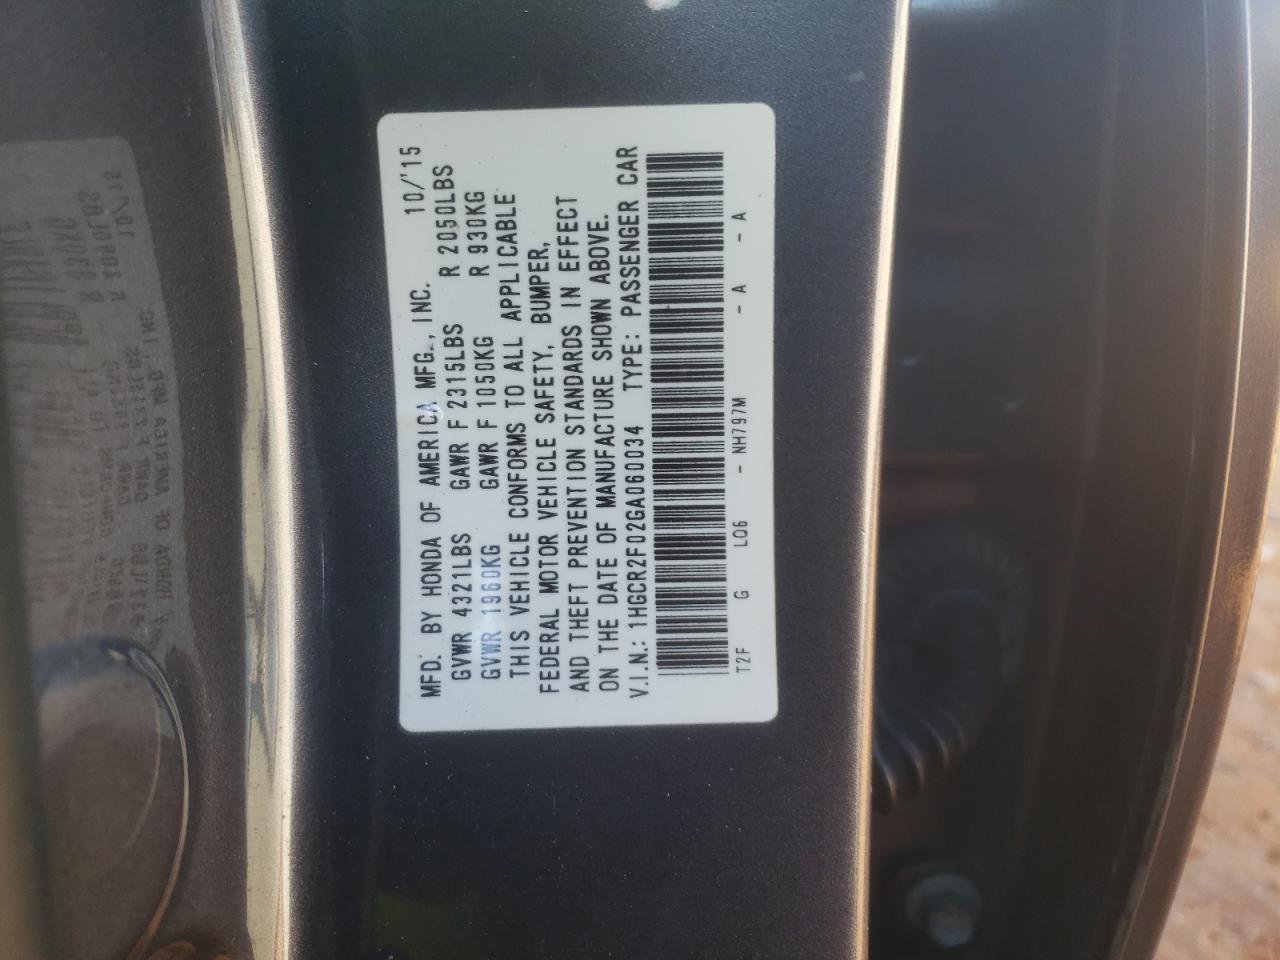 MFD. BY HONDA OF AMERICA MFG., INC. 10/'15
GVWR 4321LBS GAWR F 2315LBS R 2050LBS
GVWR 1960KG GAWR F 1050KG R 930KG
THIS VEHICLE CONFORMS TO ALL APPLICABLE
FEDERAL MOTOR VEHICLE SAFETY, BUMPER,
AND THEFT PREVENTION STANDARDS IN EFFECT
ON THE DATE OF MANUFACTURE SHOWN ABOVE.
V.I.N.: 1HGCR2F02GA060034 TYPE: PASSENGER CAR
T2F G L06 - NH797M - A - A